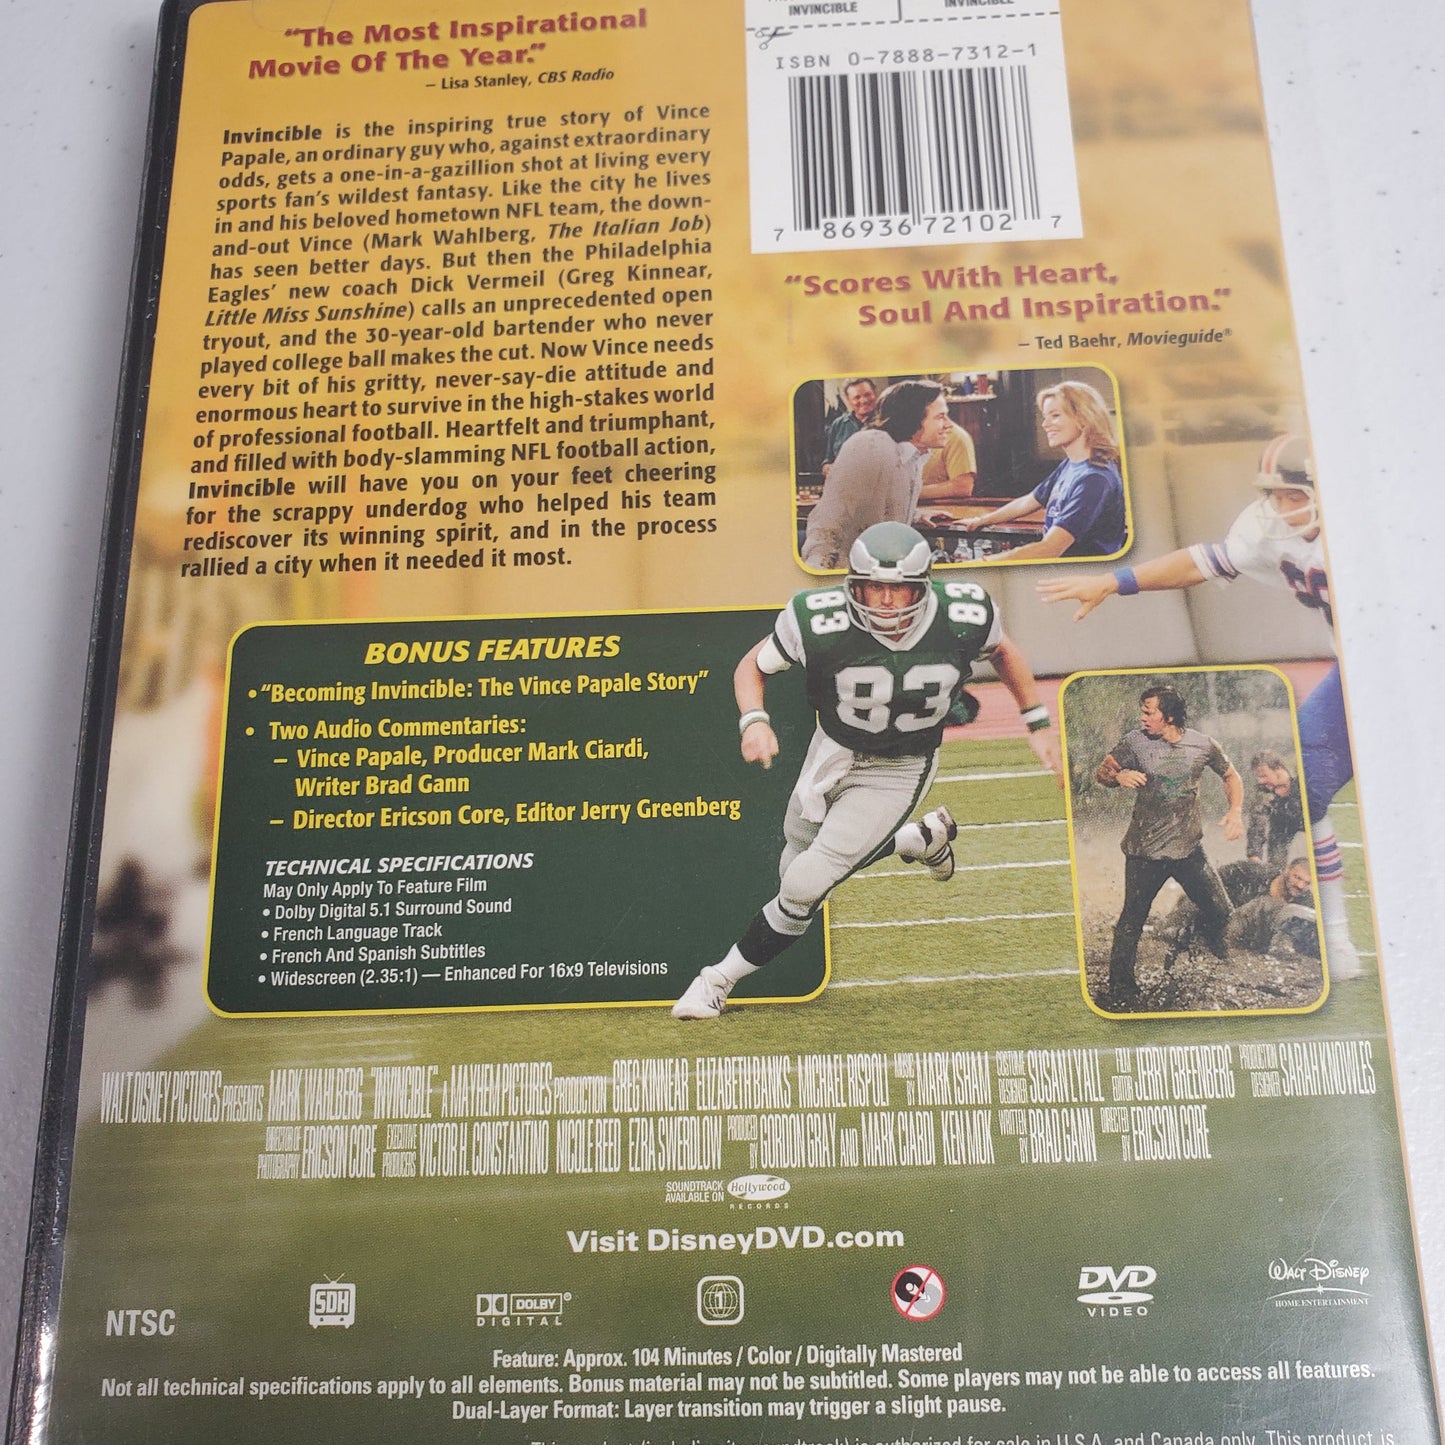 "The Most Inspirational
Movie Of The Year."
– Lisa Stanley, CBS Radio
Invincible is the inspiring true story of Vince
Papale, an ordinary guy who, against extraordinary
odds, gets a one-in-a-gazillion shot at living every
sports fan's wildest fantasy. Like the city he lives
in and his beloved hometown NFL team, the down-
and-out Vince (Mark Wahlberg, The Italian Job)
has seen better days. But then the Philadelphia
Eagles' new coach Dick Vermeil (Greg Kinnear,
Little Miss Sunshine) calls an unprecedented open
tryout, and the 30-year-old bartender who never
played college ball makes the cut. Now Vince needs
every bit of his gritty, never-say-die attitude and
enormous heart to survive in the high-stakes world
of professional football. Heartfelt and triumphant,
and filled with body-slamming NFL football action,
Invincible will have you on your feet cheering
for the scrappy underdog who helped his team
rediscover its winning spirit, and in the process
rallied a city when it needed it most.
INVINCIBLE
INVINCIBLE
ISBN 0-7888-7312-1
7 86936 72102 7
"Scores With Heart,
Soul And Inspiration."
– Ted Baehr, Movieguide®
83
83
83
BONUS FEATURES
• "Becoming Invincible: The Vince Papale Story"
• Two Audio Commentaries:
– Vince Papale, Producer Mark Ciardi,
Writer Brad Gann
– Director Ericson Core, Editor Jerry Greenberg
TECHNICAL SPECIFICATIONS
May Only Apply To Feature Film
• Dolby Digital 5.1 Surround Sound
• French Language Track
• French And Spanish Subtitles
• Widescreen (2.35:1) — Enhanced For 16x9 Televisions
WALT DISNEY PICTURES PRESENTS MARK WAHLBERG "INVINCIBLE" A MAYHEM PICTURES PRODUCTION GREG KINNEAR ELIZABETH BANKS MICHAEL RISPOLI MUSIC BY MARK ISHAM COSTUME DESIGNER SUSAN LYALL FILM EDITOR JERRY GREENBERG PRODUCTION DESIGNER SARAH KNOWLES
DIRECTOR OF PHOTOGRAPHY ERICSON CORE EXECUTIVE PRODUCERS VICTOR H. CONSTANTINO NICOLE REED EZRA SWERDLOW PRODUCED BY GORDON GRAY AND MARK CIARDI KEN MOK WRITTEN BY BRAD GANN DIRECTED BY ERICSON CORE
SOUNDTRACK
AVAILABLE ON
Hollywood
RECORDS
Visit DisneyDVD.com
NTSC
SDH
DOLBY®
DIGITAL
1
DVD
VIDEO
WALT DISNEY
HOME ENTERTAINMENT
Feature: Approx. 104 Minutes / Color / Digitally Mastered
Not all technical specifications apply to all elements. Bonus material may not be subtitled. Some players may not be able to access all features.
Dual-Layer Format: Layer transition may trigger a slight pause.
is authorized for sale in U.S.A. and Canada only. This product is